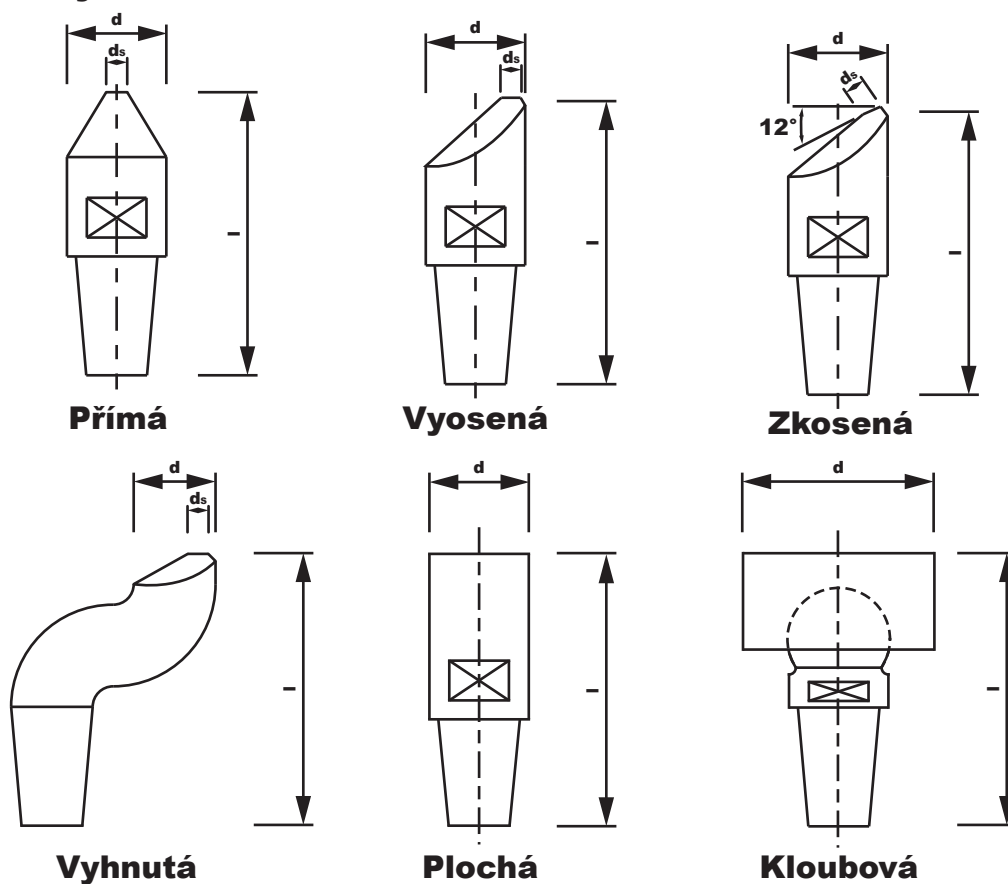 d d d
ds ds ds
12°
l l l
Přímá Vyosená Zkosená
d d d
ds
l l l
Vyhnutá Plochá Kloubová